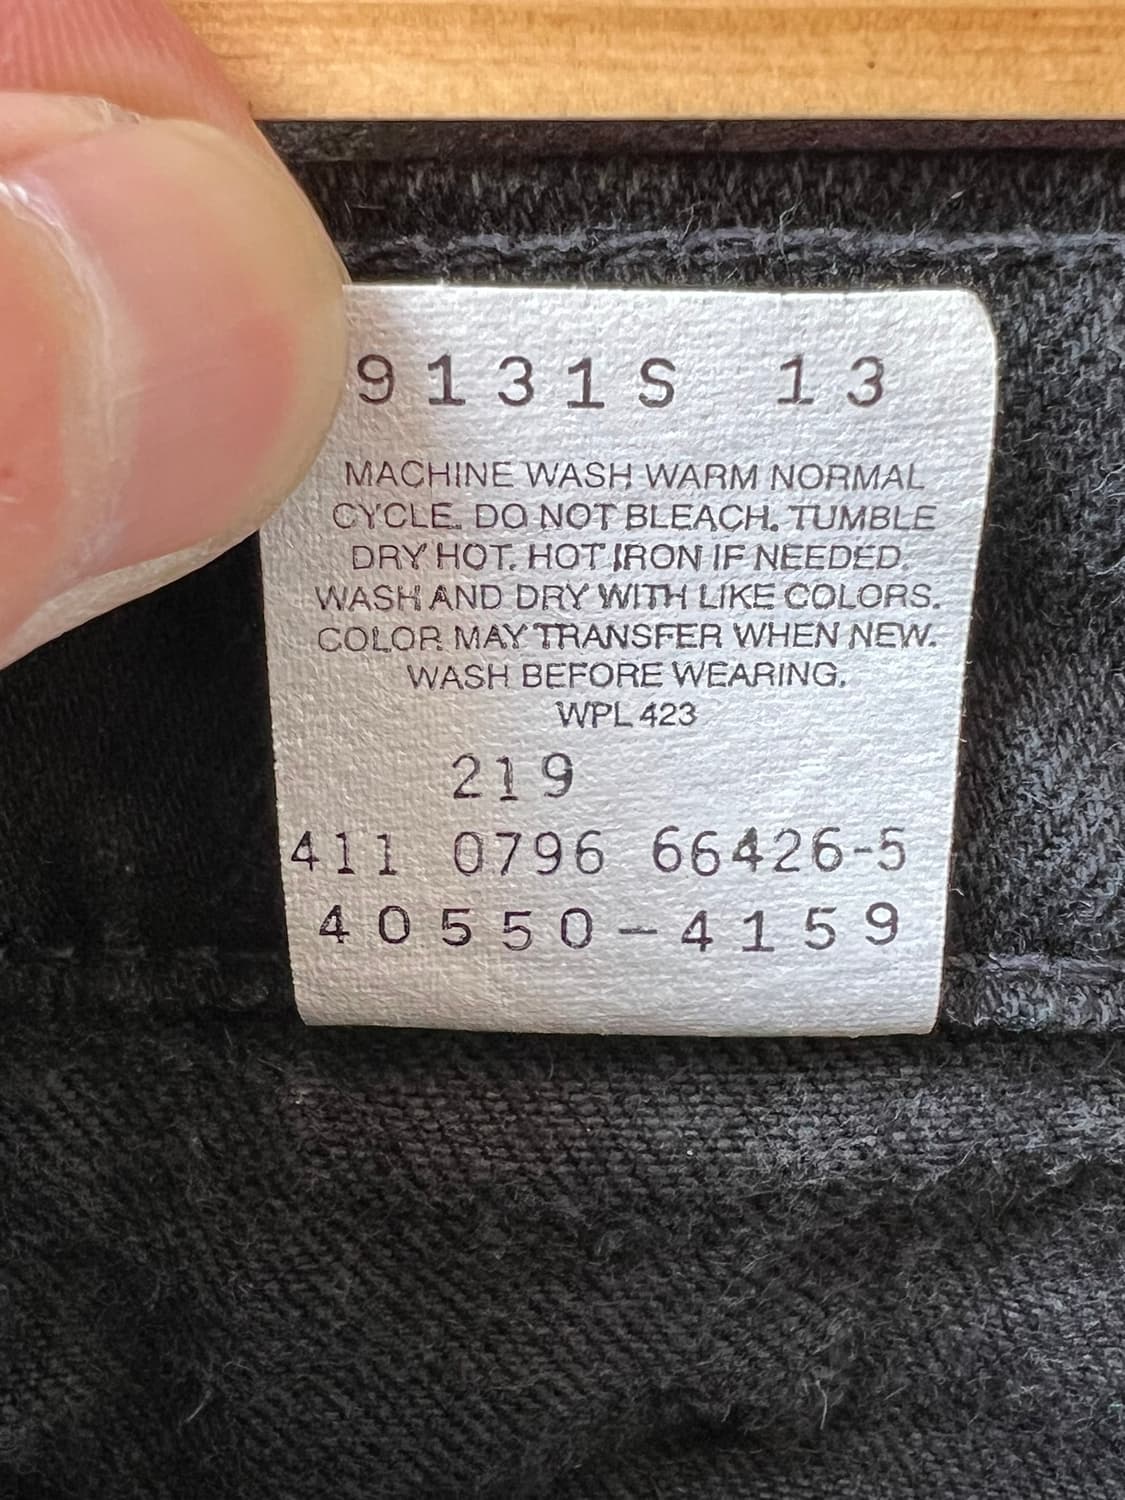 9131S 13
MACHINE WASH WARM NORMAL
CYCLE. DO NOT BLEACH. TUMBLE
DRY HOT. HOT IRON IF NEEDED.
WASH AND DRY WITH LIKE COLORS.
COLOR MAY TRANSFER WHEN NEW.
WASH BEFORE WEARING.
WPL 423
219
411 0796 66426-5
40550-4159